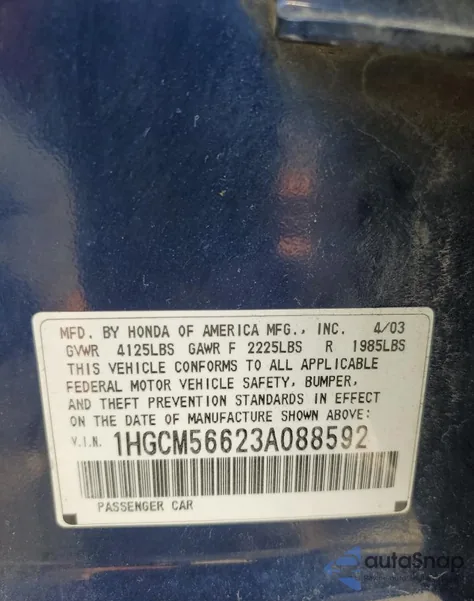 MFD. BY HONDA OF AMERICA MFG., INC. 4/03
GVWR 4125LBS GAWR F 2225LBS R 1985LBS
THIS VEHICLE CONFORMS TO ALL APPLICABLE
FEDERAL MOTOR VEHICLE SAFETY, BUMPER,
AND THEFT PREVENTION STANDARDS IN EFFECT
ON THE DATE OF MANUFACTURE SHOWN ABOVE:
V.I.N. 1HGCM56623A088592
PASSENGER CAR
autaSnap